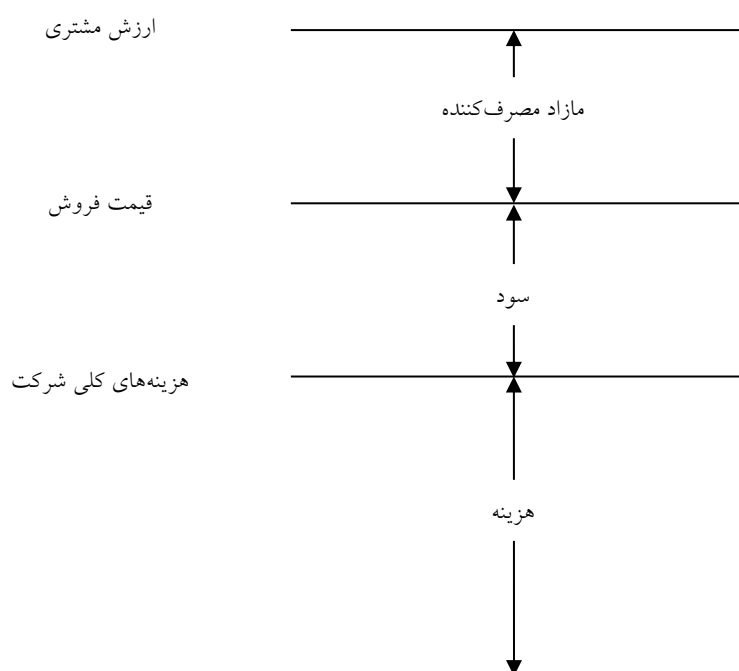 ارزش مشتری
مازاد مصرف‌کننده
قیمت فروش
سود
هزینه‌های کلی شرکت
هزینه